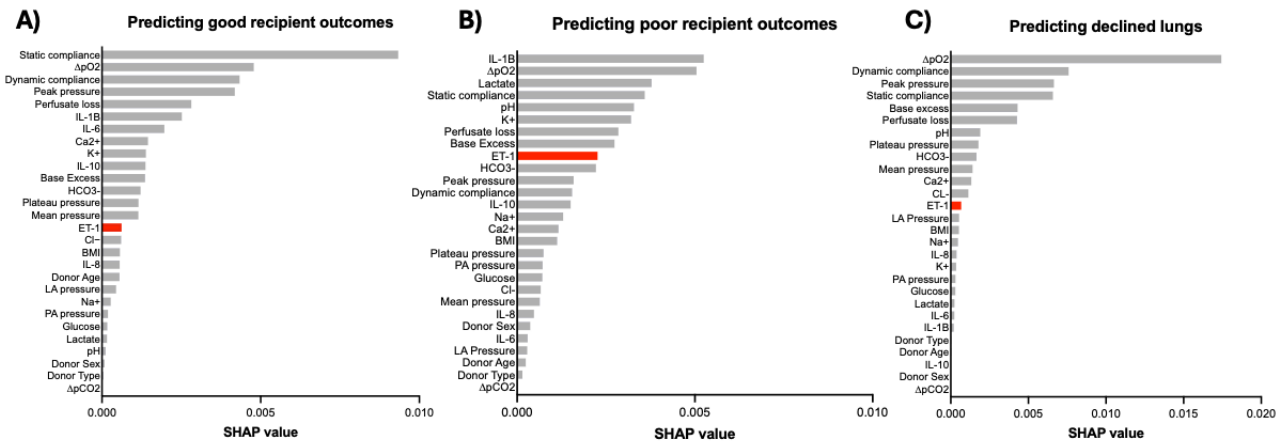 A)
Predicting good recipient outcomes
Static compliance
ΔpO2
Dynamic compliance
Peak pressure
Perfusate loss
IL-1B
IL-6
Ca2+
K+
IL-10
Base Excess
HCO3-
Plateau pressure
Mean pressure
ET-1
Cl−
BMI
IL-8
Donor Age
LA pressure
Na+
PA pressure
Glucose
Lactate
pH
Donor Sex
Donor Type
ΔpCO2
0.000
0.005
0.010
SHAP value
B)
Predicting poor recipient outcomes
IL-1B
ΔpO2
Lactate
Static compliance
pH
K+
Perfusate loss
Base Excess
ET-1
HCO3-
Peak pressure
Dynamic compliance
IL-10
Na+
Ca2+
BMI
Plateau pressure
PA pressure
Glucose
Cl-
Mean pressure
IL-8
Donor Sex
IL-6
LA Pressure
Donor Age
Donor Type
ΔpCO2
0.000
0.005
0.010
SHAP value
C)
Predicting declined lungs
ΔpO2
Dynamic compliance
Peak pressure
Static compliance
Base excess
Perfusate loss
pH
Plateau pressure
HCO3-
Mean pressure
Ca2+
CL-
ET-1
LA Pressure
BMI
Na+
IL-8
K+
PA pressure
Glucose
Lactate
IL-6
IL-1B
Donor Type
Donor Age
IL-10
Donor Sex
ΔpCO2
0.000
0.005
0.010
0.015
0.020
SHAP value